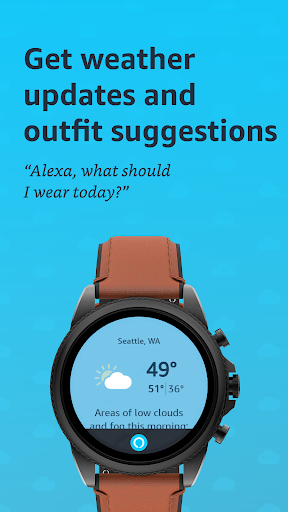 Get weather
updates and
outfit suggestions
“Alexa, what should
I wear today?”
Seattle, WA
49°
51° | 36°
Areas of low clouds
and fog this morning;